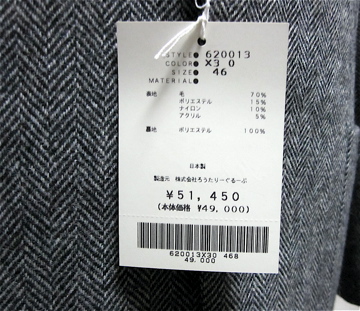 STYLE● 620013
COLOR● X30
SIZE● 46
MATERIAL●
表地 毛 70%
ポリエステル 15%
ナイロン 10%
アクリル 5%
裏地 ポリエステル 100%
日本製
製造元 株式会社ろうたりーぐるーぷ
¥51,450
(本体価格 ¥49,000)
620013X30 468
49,000